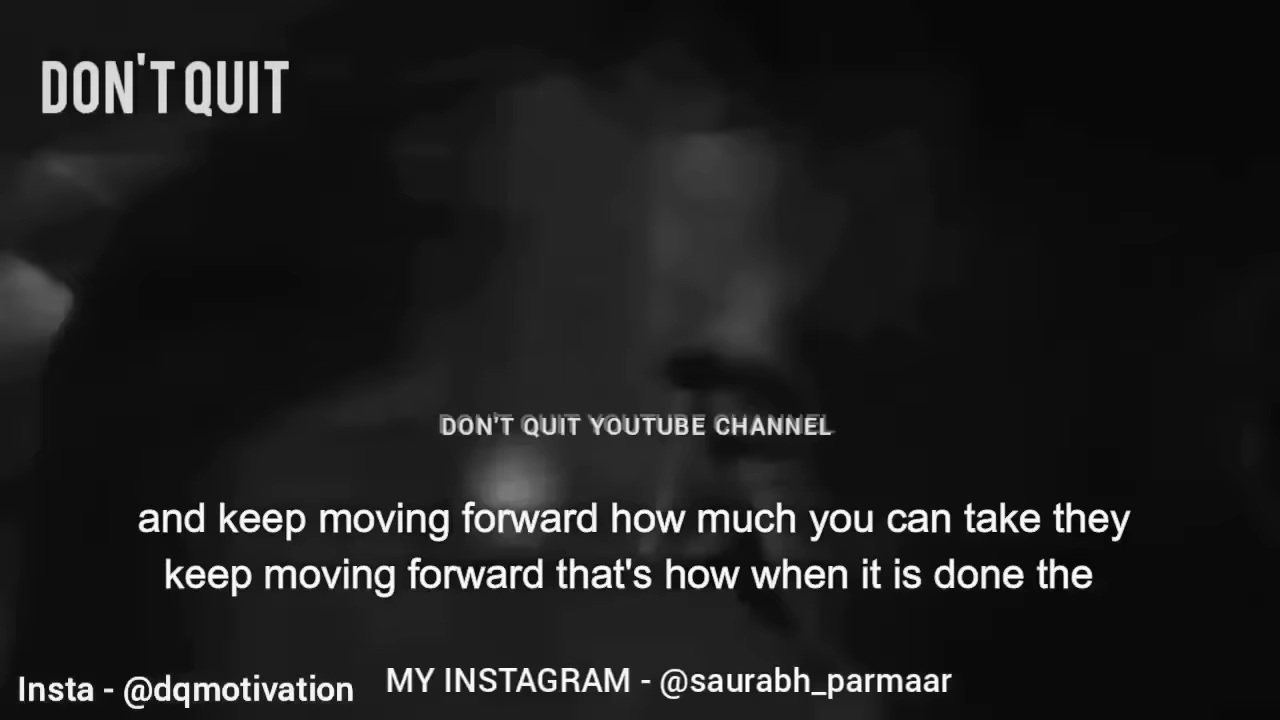 DON'T QUIT
DON'T QUIT YOUTUBE CHANNEL
and keep moving forward how much you can take they
keep moving forward that's how when it is done the
Insta - @dqmotivation
MY INSTAGRAM - @saurabh_parmaar